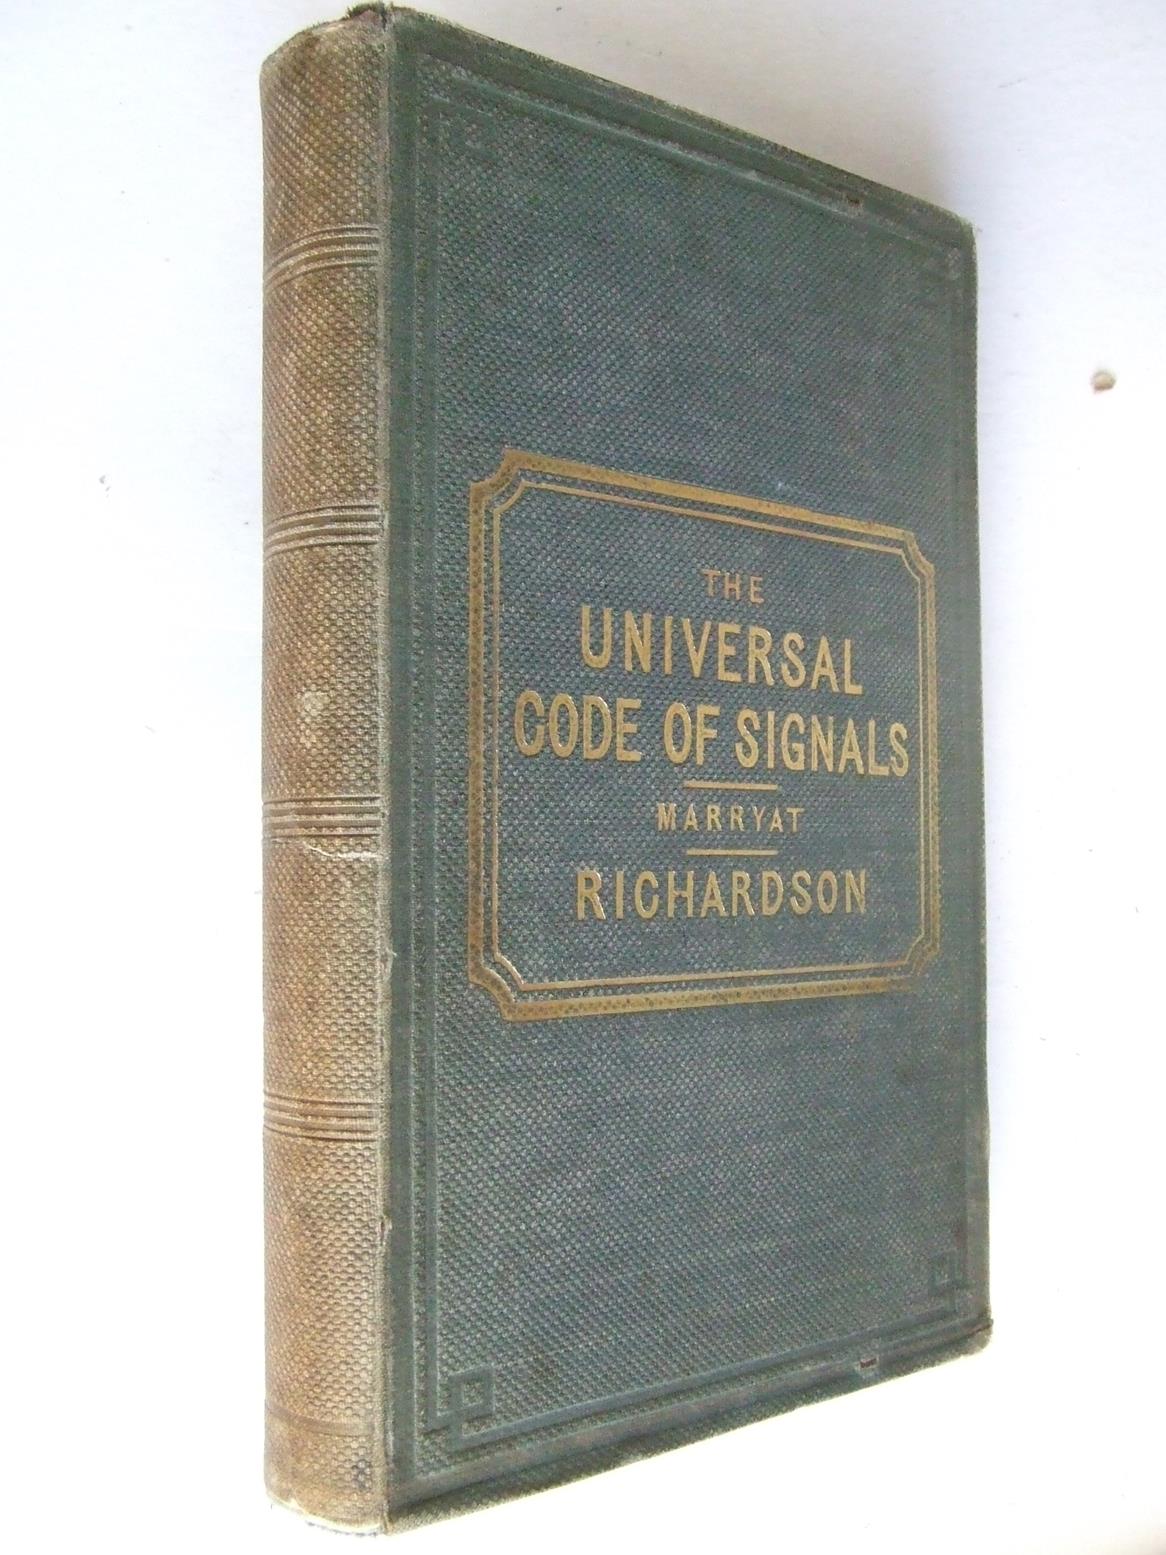 THE
UNIVERSAL
CODE OF SIGNALS
MARRYAT
RICHARDSON